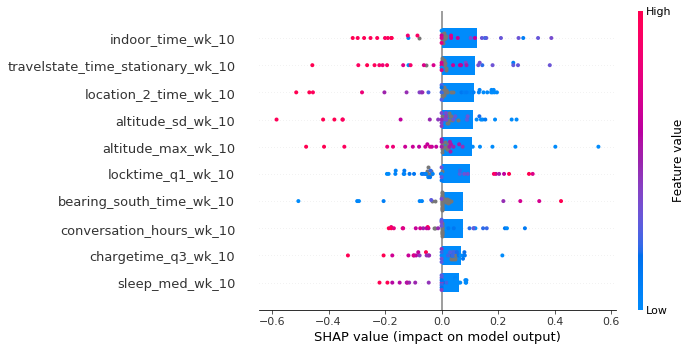 High
indoor_time_wk_10
travelstate_time_stationary_wk_10
location_2_time_wk_10
altitude_sd_wk_10
altitude_max_wk_10
locktime_q1_wk_10
bearing_south_time_wk_10
conversation_hours_wk_10
chargetime_q3_wk_10
sleep_med_wk_10
Feature value
Low
−0.6 −0.4 −0.2 0.0 0.2 0.4 0.6
SHAP value (impact on model output)